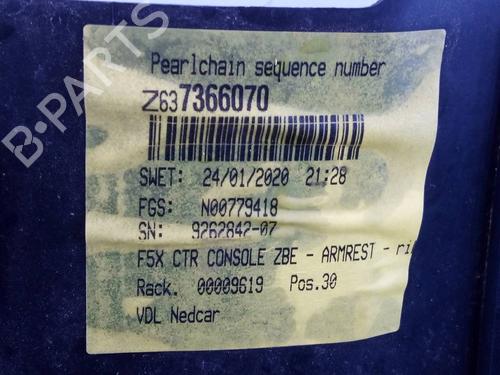 Pearlchain sequence number
Z637366070
SWET: 24/01/2020 21:28
FGS: N00779418
SN: 9262842-07
F5X CTR CONSOLE ZBE - ARMREST - ri
Rack. 00009619 Pos.30
VDL Nedcar
B-PARTS